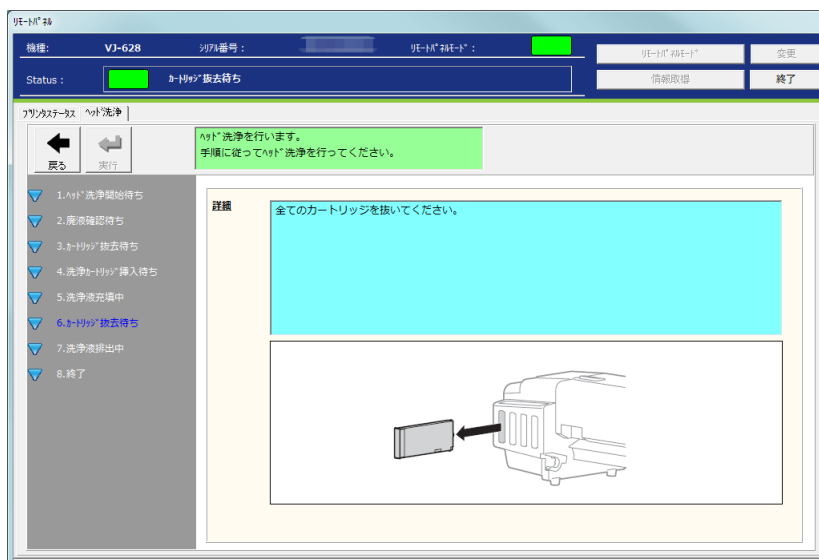 ﾘﾓｰﾄﾊﾟﾈﾙ
機種: VJ-628 ｼﾘｱﾙ番号: ﾘﾓｰﾄﾊﾟﾈﾙﾓｰﾄﾞ:
ﾘﾓｰﾄﾊﾟﾈﾙﾓｰﾄﾞ 変更
Status: ｶｰﾄﾘｯｼﾞ抜去待ち
情報取得 終了
ﾌﾟﾘﾝﾀｽﾃｰﾀｽ ﾍｯﾄﾞ洗浄
戻る 実行
ﾍｯﾄﾞ洗浄を行います。
手順に従ってﾍｯﾄﾞ洗浄を行ってください。
1.ﾍｯﾄﾞ洗浄開始待ち
2.廃液確認待ち
3.ｶｰﾄﾘｯｼﾞ抜去待ち
4.洗浄ｶｰﾄﾘｯｼﾞ挿入待ち
5.洗浄液充填中
6.ｶｰﾄﾘｯｼﾞ抜去待ち
7.洗浄液排出中
8.終了
詳細
全てのカートリッジを抜いてください。